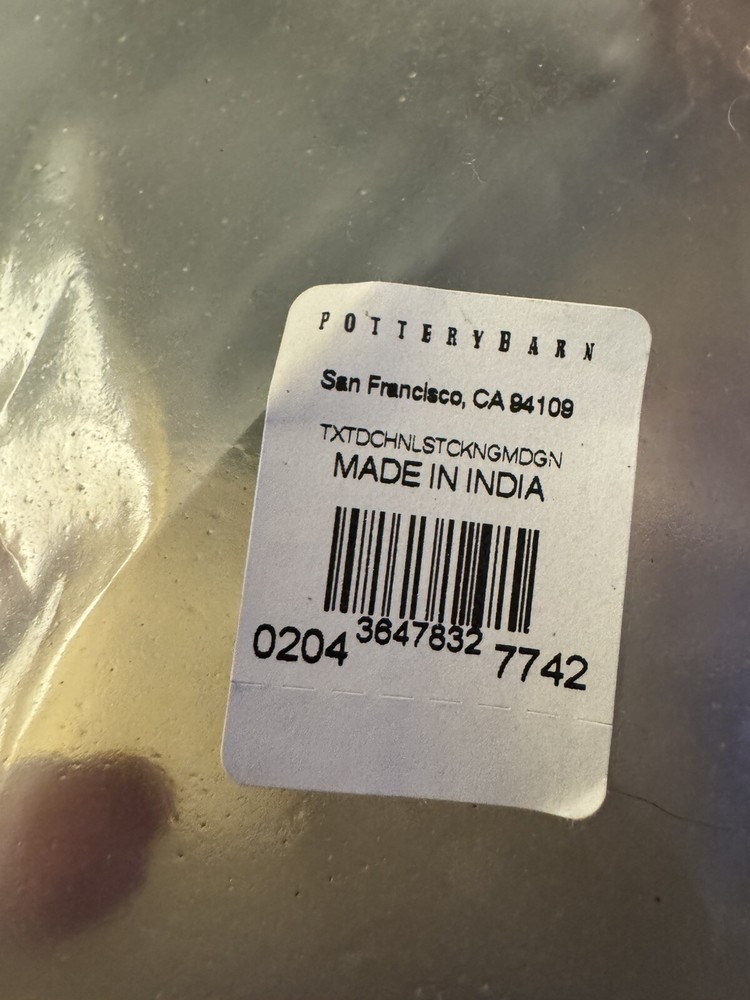 POTTERYBARN
San Francisco, CA 94109
TXTDCHNLSTCKNGMDGN
MADE IN INDIA
0204 3647832 7742